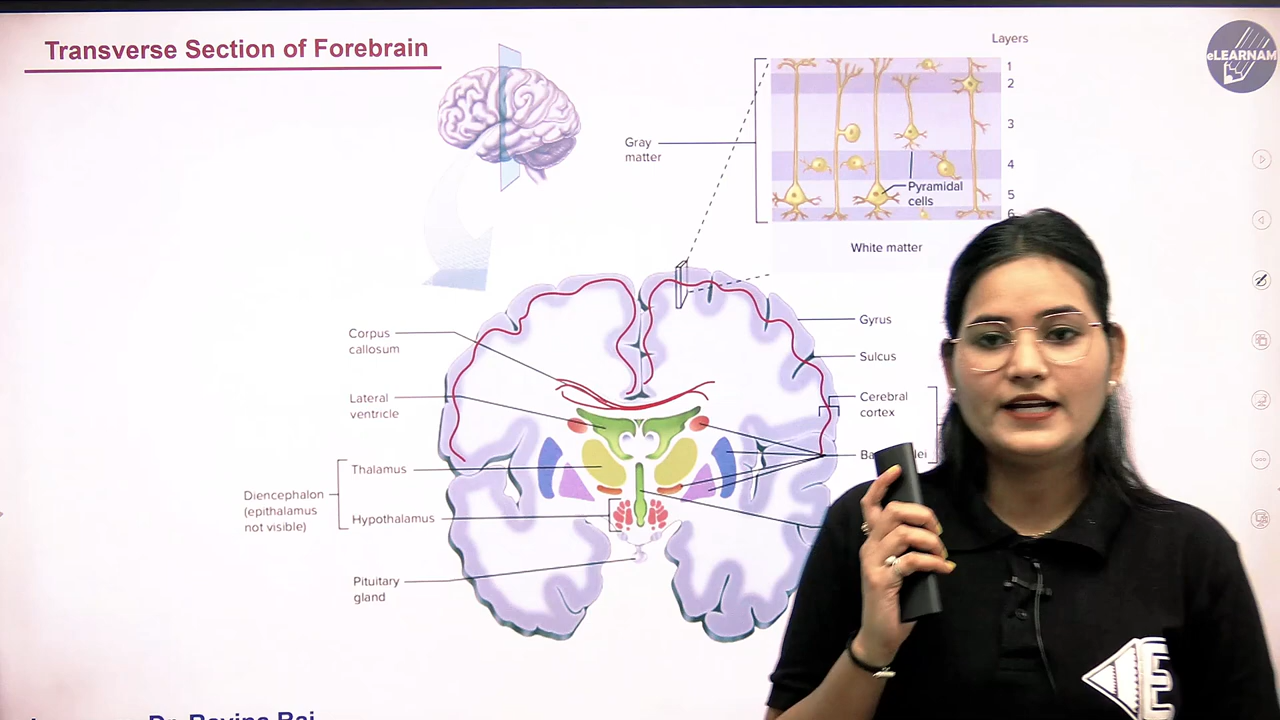 Transverse Section of Forebrain
Layers
eLEARNAM
1
2
3
4
5
6
Gray
matter
Pyramidal
cells
White matter
Corpus
callosum
Gyrus
Sulcus
Lateral
ventricle
Cerebral
cortex
Thalamus
Diencephalon
(epithalamus
not visible)
Hypothalamus
Pituitary
gland
E